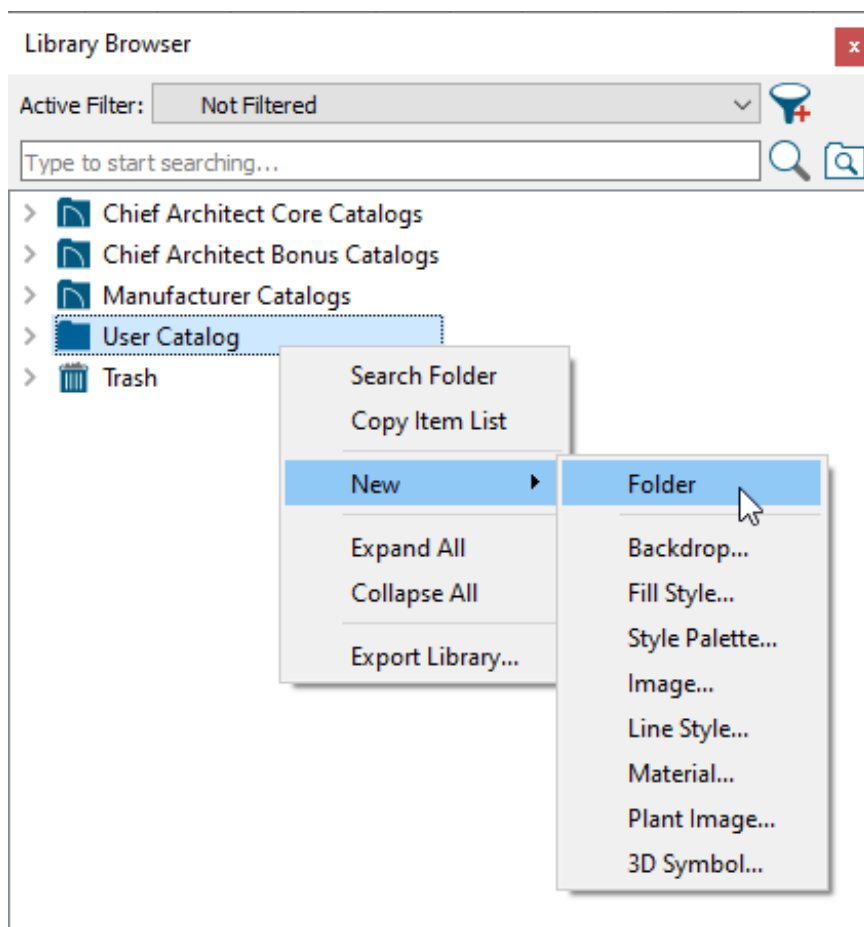 Library Browser
x
Active Filter: Not Filtered
Type to start searching...
Chief Architect Core Catalogs
Chief Architect Bonus Catalogs
Manufacturer Catalogs
User Catalog
Trash
Search Folder
Copy Item List
New
Expand All
Collapse All
Export Library...
Folder
Backdrop...
Fill Style...
Style Palette...
Image...
Line Style...
Material...
Plant Image...
3D Symbol...